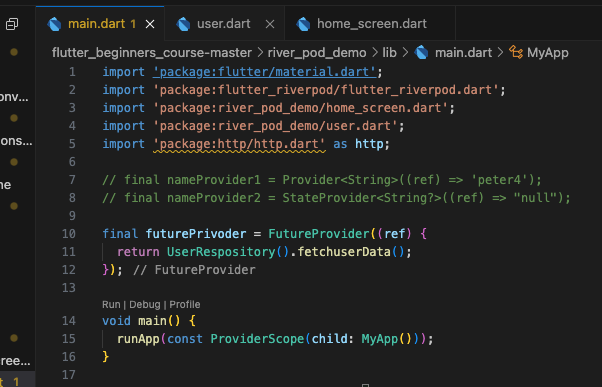 main.dart 1
user.dart
home_screen.dart
flutter_beginners_course-master > river_pod_demo > lib > main.dart > MyApp
1 import 'package:flutter/material.dart';
2 import 'package:flutter_riverpod/flutter_riverpod.dart';
3 import 'package:river_pod_demo/home_screen.dart';
4 import 'package:river_pod_demo/user.dart';
5 import 'package:http/http.dart' as http;
6
7 // final nameProvider1 = Provider<String>((ref) => 'peter4');
8 // final nameProvider2 = StateProvider<String?>((ref) => "null");
9
10 final futurePrivoder = FutureProvider((ref) {
11 return UserRespository().fetchuserData();
12 }); // FutureProvider
13
Run | Debug | Profile
14 void main() {
15 runApp(const ProviderScope(child: MyApp()));
16 }
17
onv...
ons...
ne
ree...
t 1